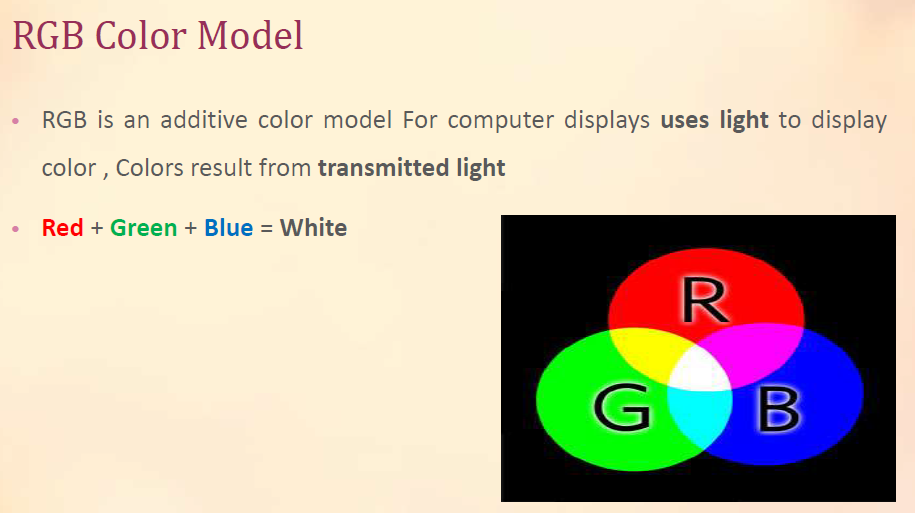 RGB Color Model
• RGB is an additive color model For computer displays uses light to display
color , Colors result from transmitted light
• Red + Green + Blue = White
R
G
B